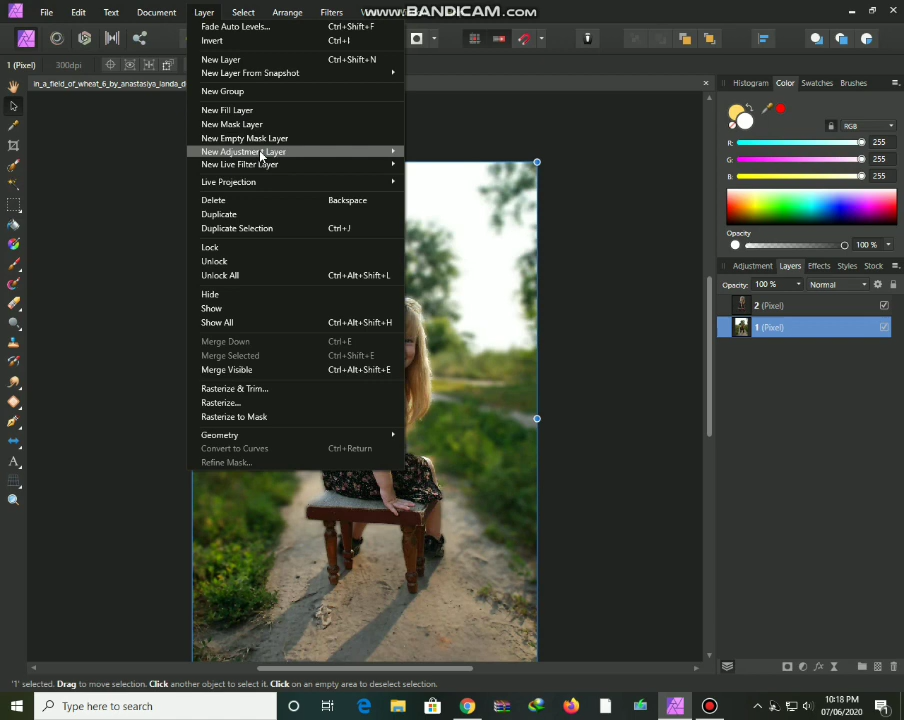 File Edit Text Document Layer Select Arrange Filters
www.BANDICAM.com
1 (Pixel) 300dpi
in_a_field_of_wheat_6_by_anastasiya_landa_d
Fade Auto Levels... Ctrl+Shift+F
Invert Ctrl+I
New Layer Ctrl+Shift+N
New Layer From Snapshot
New Group
New Fill Layer
New Mask Layer
New Empty Mask Layer
New Adjustment Layer
New Live Filter Layer
Live Projection
Delete Backspace
Duplicate
Duplicate Selection Ctrl+J
Lock
Unlock
Unlock All Ctrl+Alt+Shift+L
Hide
Show
Show All Ctrl+Alt+Shift+H
Merge Down Ctrl+E
Merge Selected Ctrl+Shift+E
Merge Visible Ctrl+Alt+Shift+E
Rasterize & Trim...
Rasterize...
Rasterize to Mask
Geometry
Convert to Curves Ctrl+Return
Refine Mask...
Histogram Color Swatches Brushes
RGB
R: 255
G: 255
B: 255
Opacity
100 %
Adjustment Layers Effects Styles Stock
Opacity: 100 % Normal
2 (Pixel)
1 (Pixel)
'1' selected. Drag to move selection. Click another object to select it. Click on an empty area to deselect selection.
Type here to search
10:18 PM
07/06/2020
1